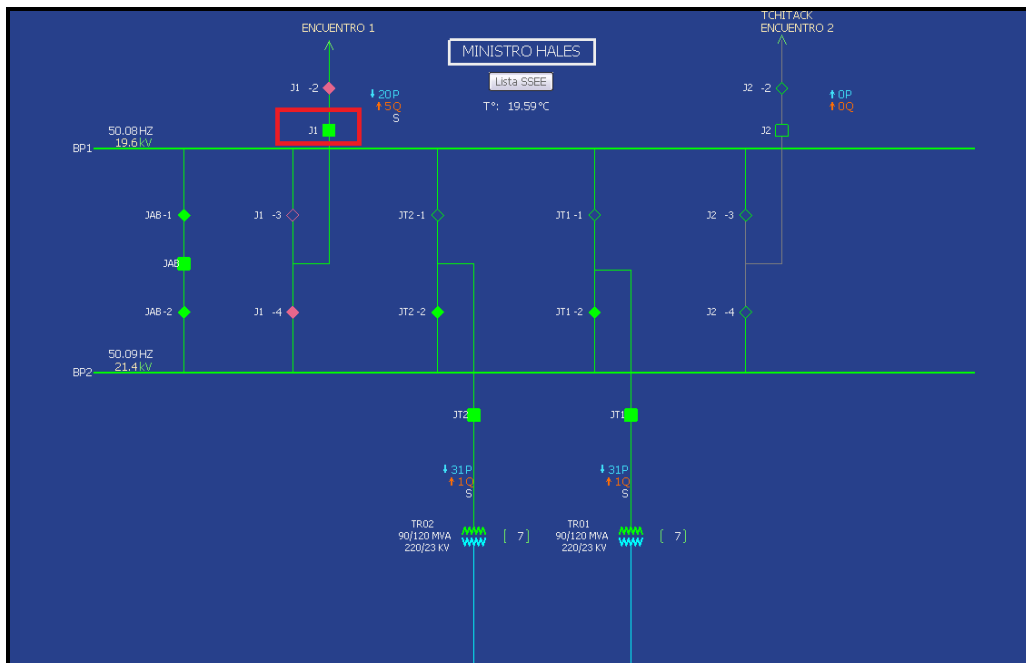 ENCUENTRO 1
TCHITACK
ENCUENTRO 2
MINISTRO HALES
Lista SSEE
T°: 19.59 °C
J1 -2
20P
5Q
S
J2 -2
0P
0Q
J1
J2
50.08 HZ
19.6 kV
BP1
JAB -1
J1 -3
JT2 -1
JT1 -1
J2 -3
JAB
JAB -2
J1 -4
JT2 -2
JT1 -2
J2 -4
50.09 HZ
21.4 kV
BP2
JT2
JT1
31P
1Q
S
31P
1Q
S
TR02
90/120 MVA
220/23 KV
[ 7]
TR01
90/120 MVA
220/23 KV
[ 7]